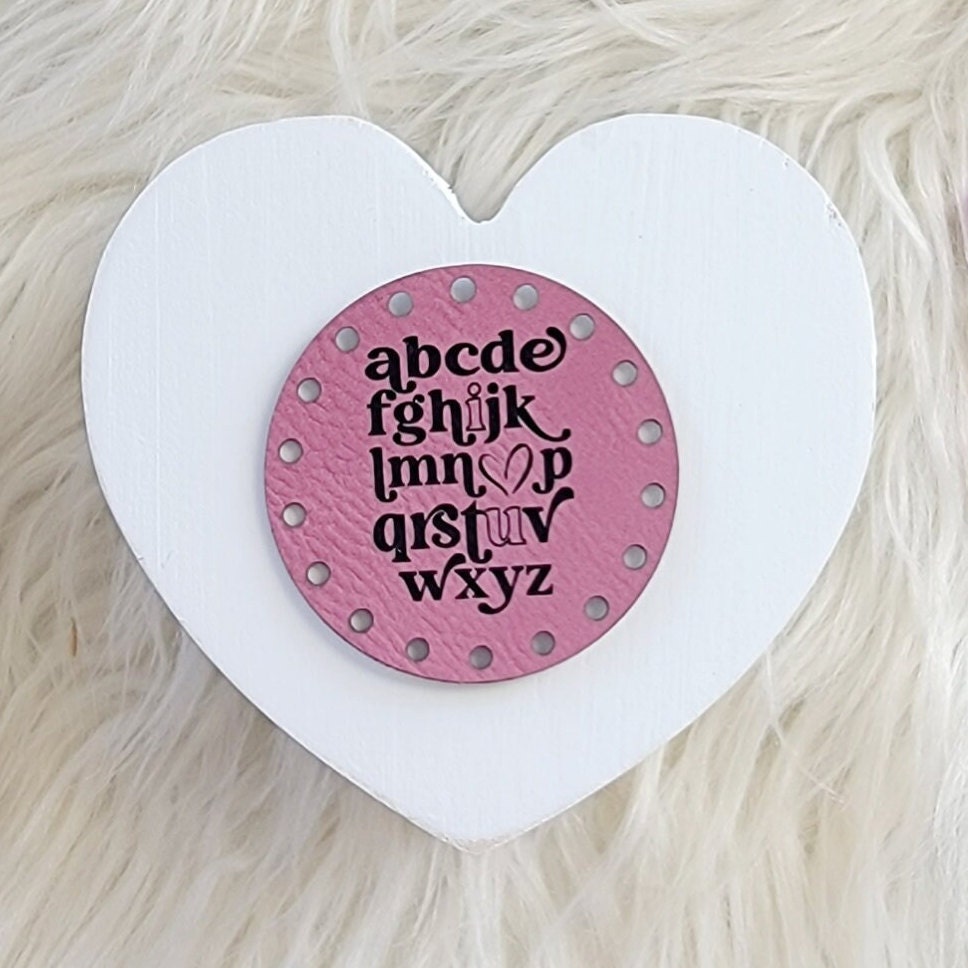 abcde
fghijk
lmn♡p
qrstuv
wxyz